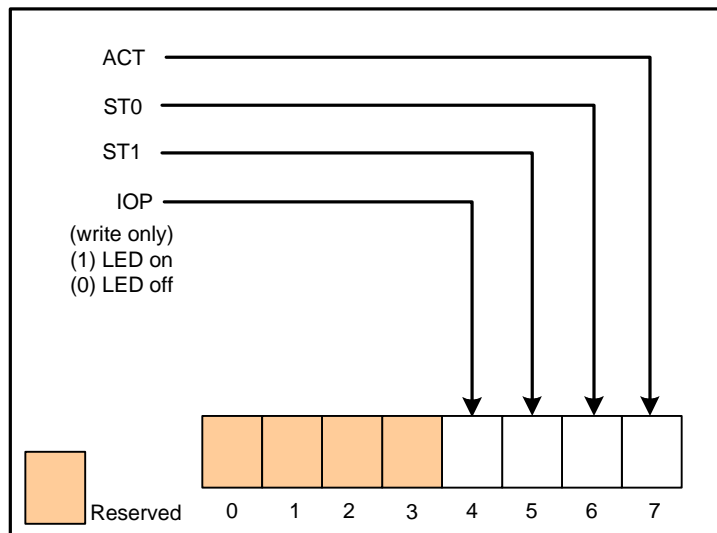 ACT
ST0
ST1
IOP
(write only)
(1) LED on
(0) LED off
Reserved 0 1 2 3 4 5 6 7